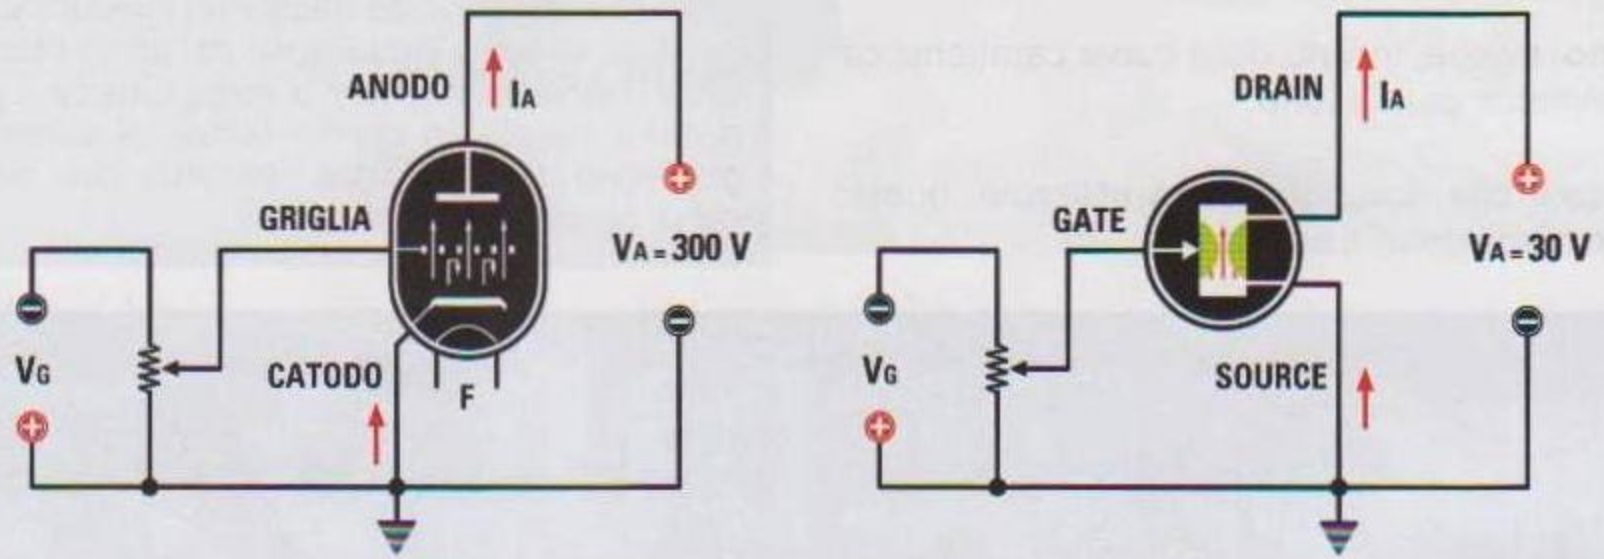 ANODO
IA
GRIGLIA
VA = 300 V
VG
CATODO
F
DRAIN
IA
GATE
VA = 30 V
VG
SOURCE